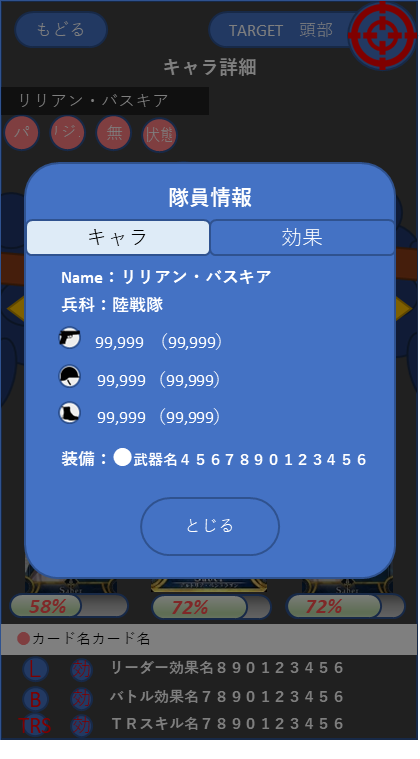 もどる
TARGET　頭部
キャラ詳細
リリアン・バスキア
パ
無
状態
隊員情報
キャラ
効果
Name：リリアン・バスキア
兵科：陸戦隊
99,999　（99,999）
99,999　（99,999）
99,999　（99,999）
装備：●武器名４５６７８９０１２３４５６
とじる
Saber
Saber
Saber
58%
72%
72%
●カード名カード名
L 効 リーダー効果名８９０１２３４５６
B 効 バトル効果名７８９０１２３４５６
TRS 効 ＴＲスキル名７８９０１２３４５６